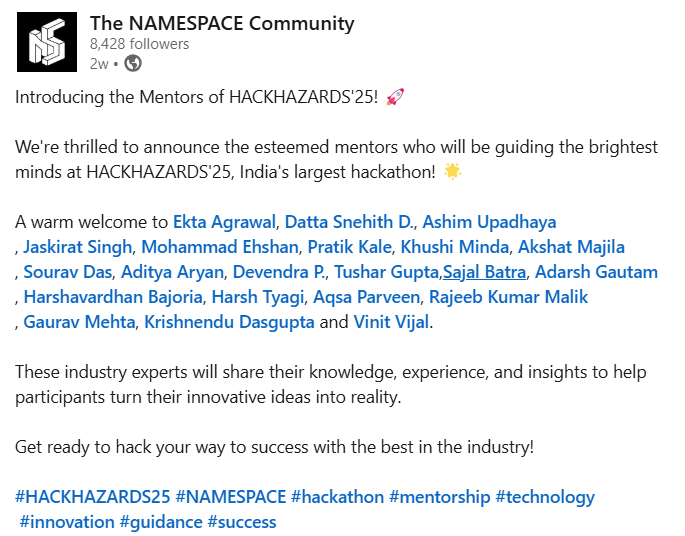 The NAMESPACE Community
8,428 followers
2w •
Introducing the Mentors of HACKHAZARDS'25! 🚀
We're thrilled to announce the esteemed mentors who will be guiding the brightest
minds at HACKHAZARDS'25, India's largest hackathon! 🌟
A warm welcome to Ekta Agrawal, Datta Snehith D., Ashim Upadhaya
, Jaskirat Singh, Mohammad Ehshan, Pratik Kale, Khushi Minda, Akshat Majila
, Sourav Das, Aditya Aryan, Devendra P., Tushar Gupta,Sajal Batra, Adarsh Gautam
, Harshavardhan Bajoria, Harsh Tyagi, Aqsa Parveen, Rajeeb Kumar Malik
, Gaurav Mehta, Krishnendu Dasgupta and Vinit Vijal.
These industry experts will share their knowledge, experience, and insights to help
participants turn their innovative ideas into reality.
Get ready to hack your way to success with the best in the industry!
#HACKHAZARDS25 #NAMESPACE #hackathon #mentorship #technology
#innovation #guidance #success